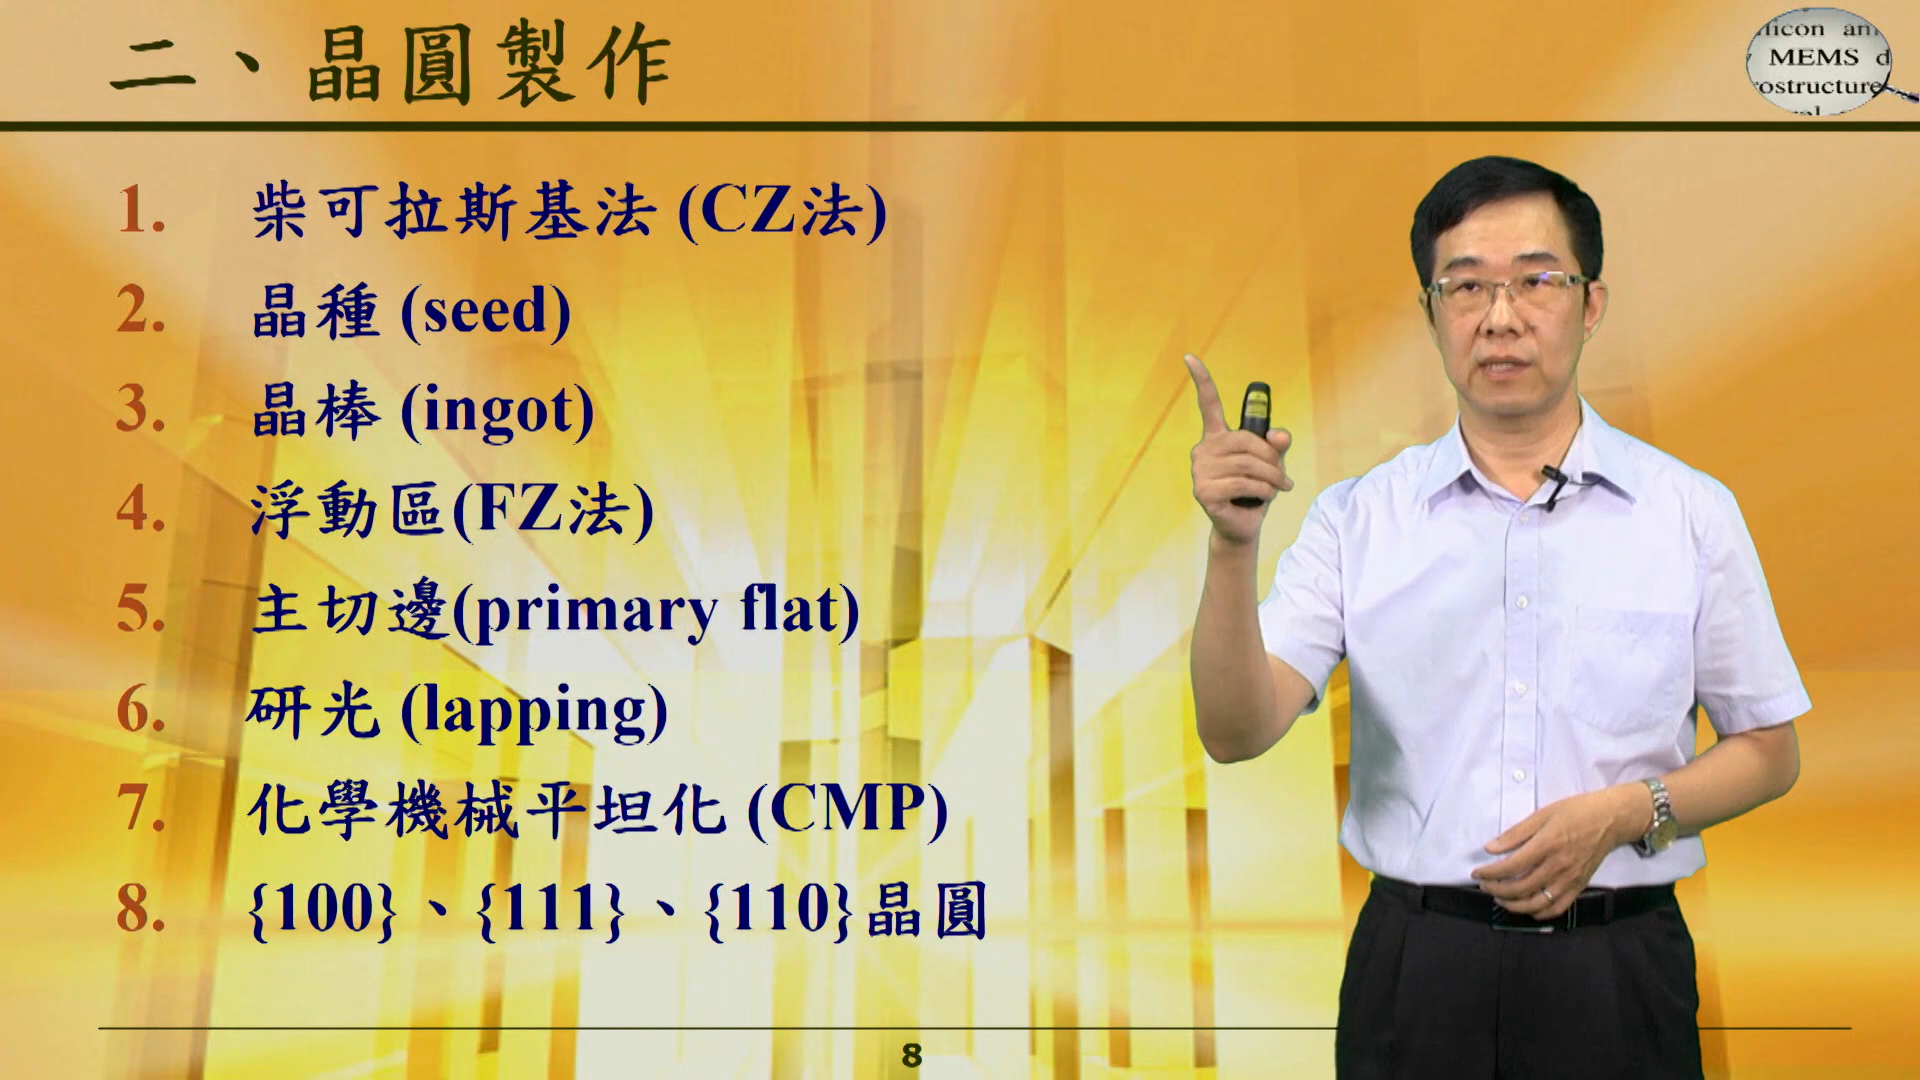 二、晶圓製作
licon an
MEMS d
ostructure
1. 柴可拉斯基法 (CZ法)
2. 晶種 (seed)
3. 晶棒 (ingot)
4. 浮動區(FZ法)
5. 主切邊(primary flat)
6. 研光 (lapping)
7. 化學機械平坦化 (CMP)
8. {100}、{111}、{110}晶圓
8